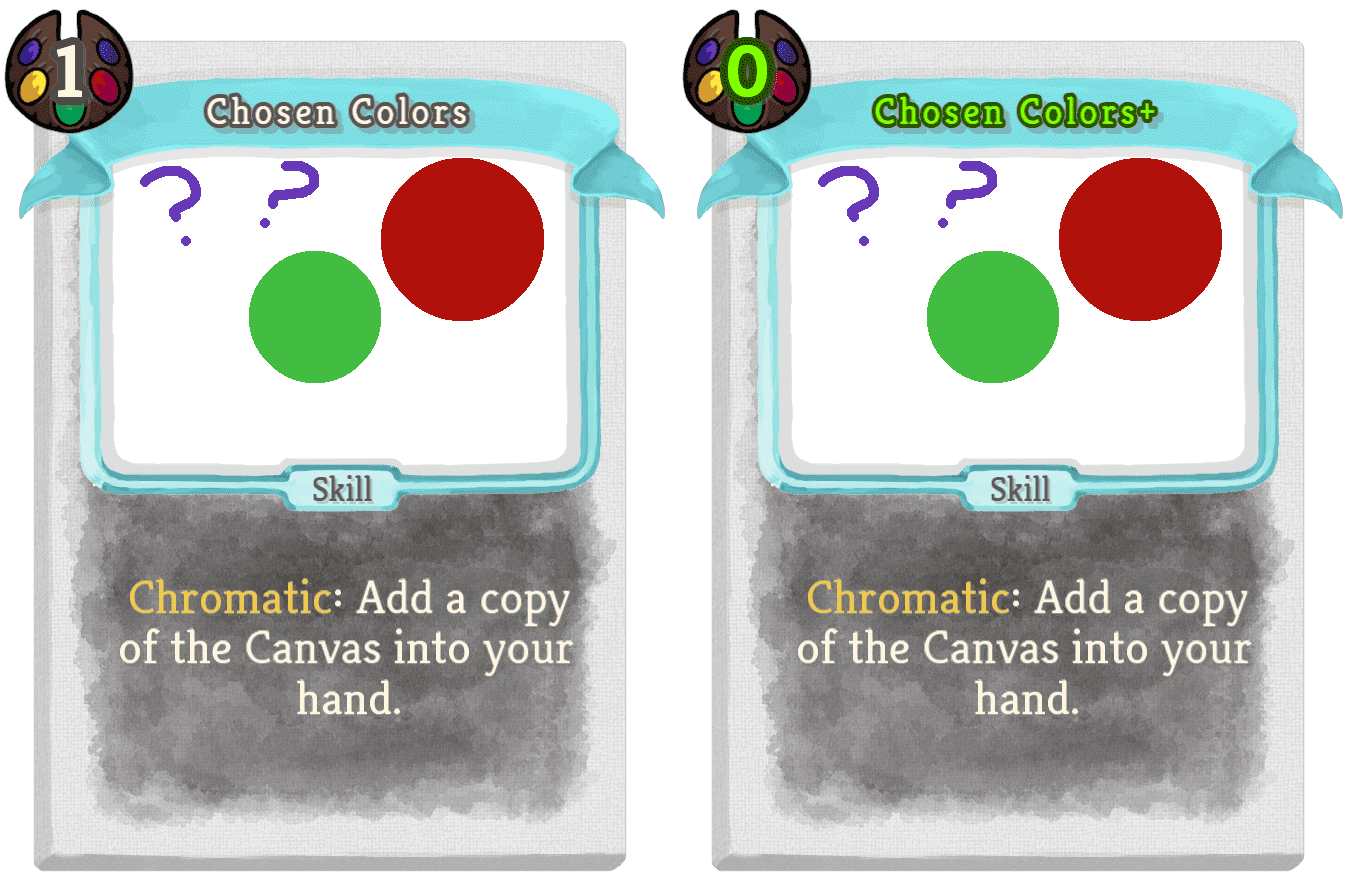 1
Chosen Colors
? ?
Skill
Chromatic: Add a copy
of the Canvas into your
hand.
0
Chosen Colors+
? ?
Skill
Chromatic: Add a copy
of the Canvas into your
hand.